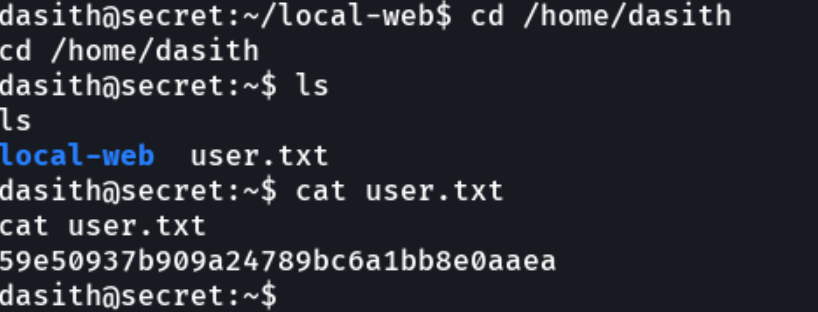 dasith@secret:~/local-web$ cd /home/dasith
cd /home/dasith
dasith@secret:~$ ls
ls
local-web  user.txt
dasith@secret:~$ cat user.txt
cat user.txt
59e50937b909a24789bc6a1bb8e0aaea
dasith@secret:~$